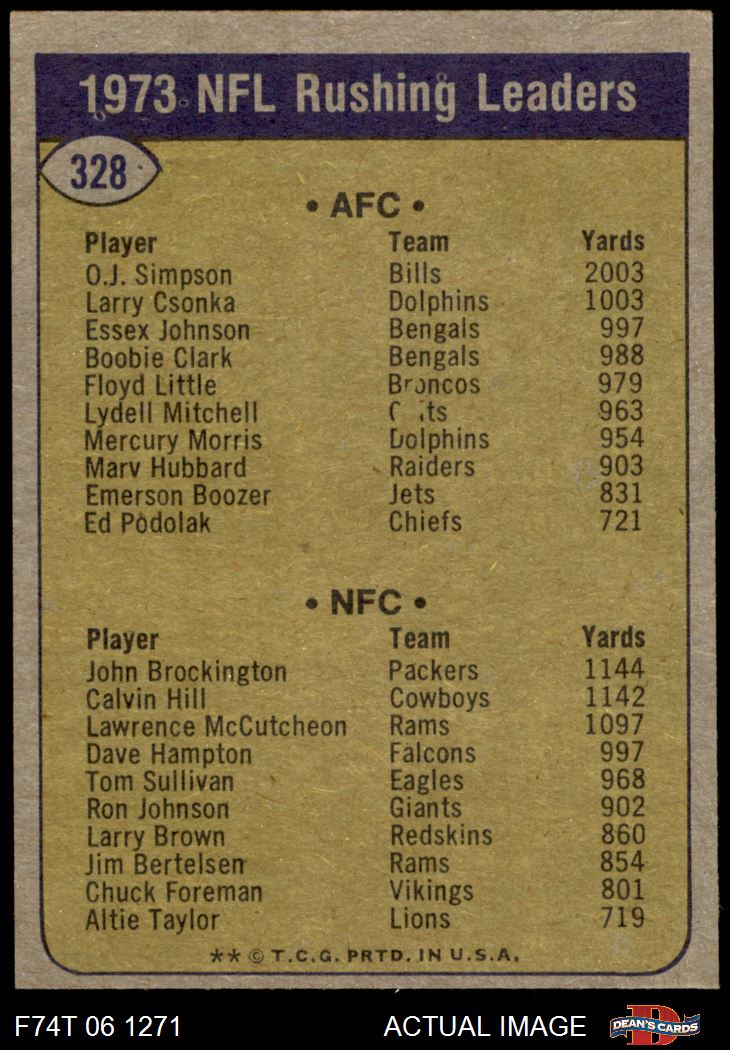 1973 NFL Rushing Leaders
328
• AFC •
Player Team Yards
O.J. Simpson Bills 2003
Larry Csonka Dolphins 1003
Essex Johnson Bengals 997
Boobie Clark Bengals 988
Floyd Little Broncos 979
Lydell Mitchell 963
Mercury Morris Dolphins 954
Marv Hubbard Raiders 903
Emerson Boozer Jets 831
Ed Podolak Chiefs 721
• NFC •
Player Team Yards
John Brockington Packers 1144
Calvin Hill Cowboys 1142
Lawrence McCutcheon Rams 1097
Dave Hampton Falcons 997
Tom Sullivan Eagles 968
Ron Johnson Giants 902
Larry Brown Redskins 860
Jim Bertelsen Rams 854
Chuck Foreman Vikings 801
Altie Taylor Lions 719
** © T.C.G. PRTD. IN U.S.A.
F74T 06 1271 ACTUAL IMAGE DEAN'S CARDS